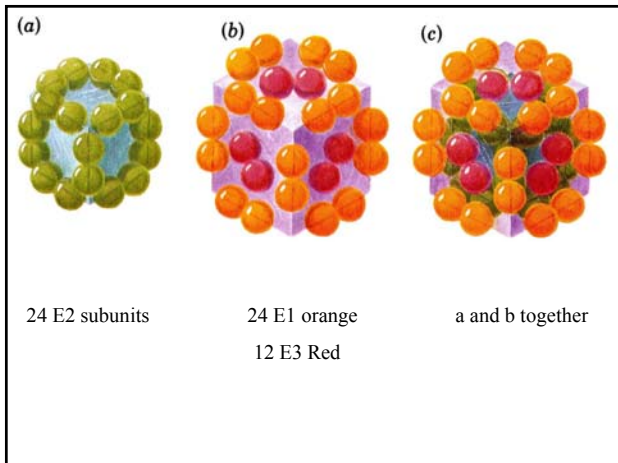 (a)
(b)
(c)
24 E2 subunits
24 E1 orange
12 E3 Red
a and b together